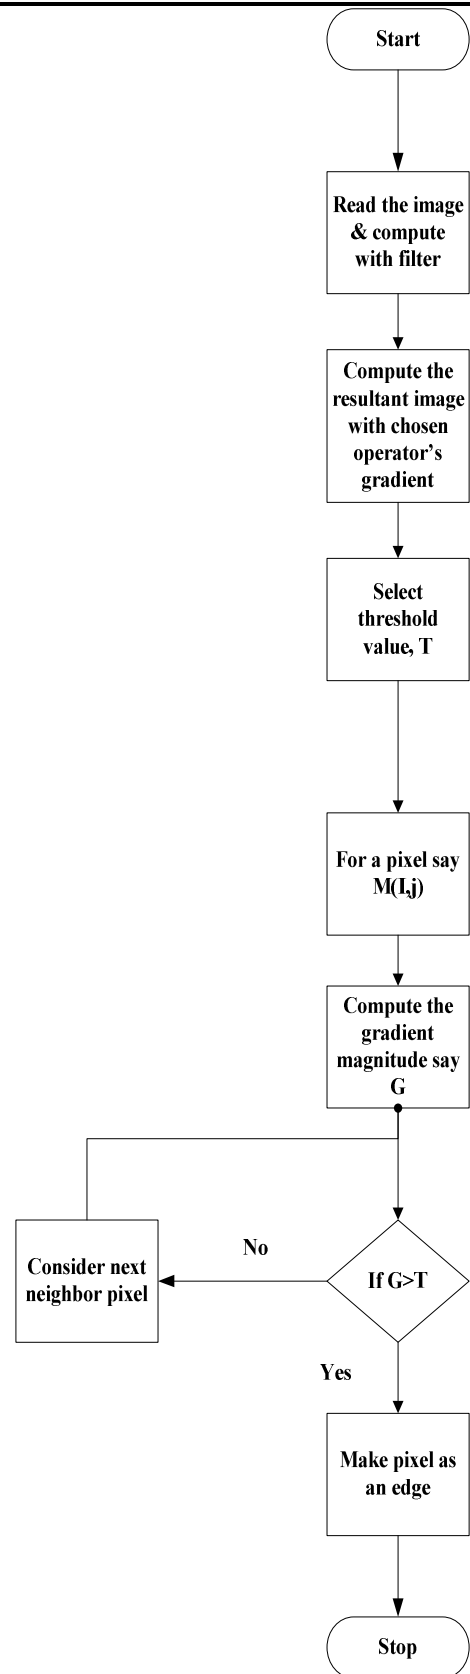 Start
Read the image
& compute
with filter
Compute the
resultant image
with chosen
operator’s
gradient
Select
threshold
value, T
For a pixel say
M(I,j)
Compute the
gradient
magnitude say
G
No
Consider next
neighbor pixel
If G>T
Yes
Make pixel as
an edge
Stop